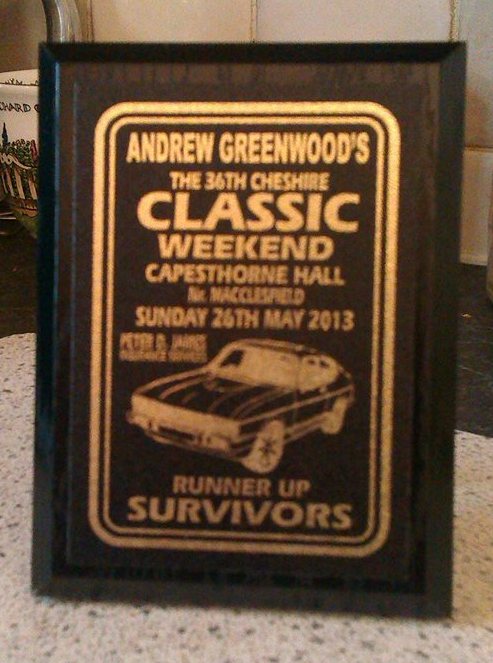 ANDREW GREENWOOD'S
THE 36TH CHESHIRE
CLASSIC
WEEKEND
CAPESTHORNE HALL
Nr. MACCLESFIELD
SUNDAY 26TH MAY 2013
PETER D. JAMES
INSURANCE SERVICES
RUNNER UP
SURVIVORS